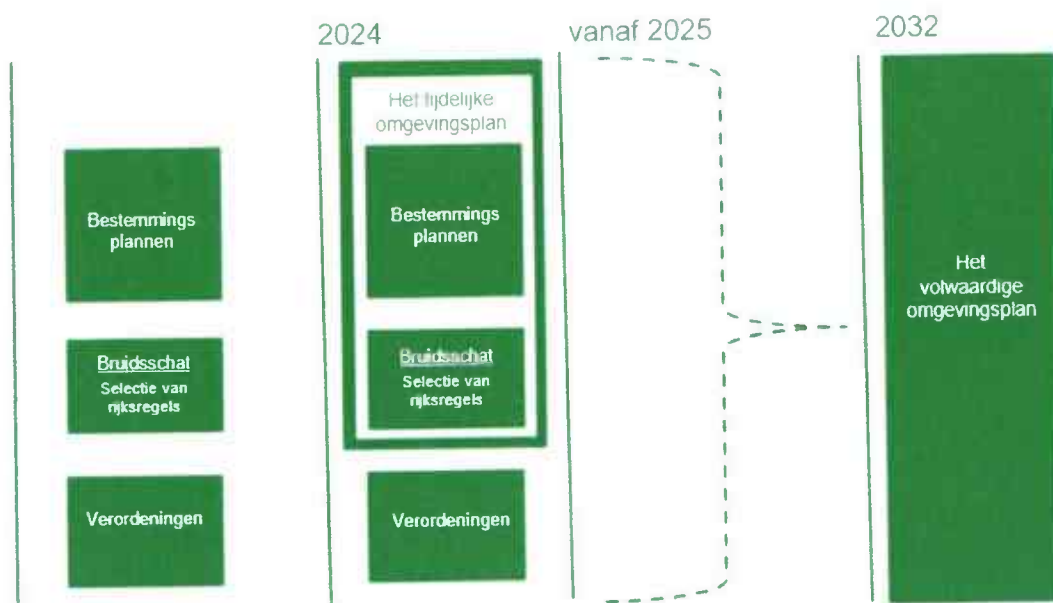 2024
vanaf 2025
2032
Bestemmings
plannen
Bruidsschat
Selectie van
rijksregels
Verordeningen
Het tijdelijke
omgevingsplan
Bestemmings
plannen
Bruidsschat
Selectie van
rijksregels
Verordeningen
Het
volwaardige
omgevingsplan